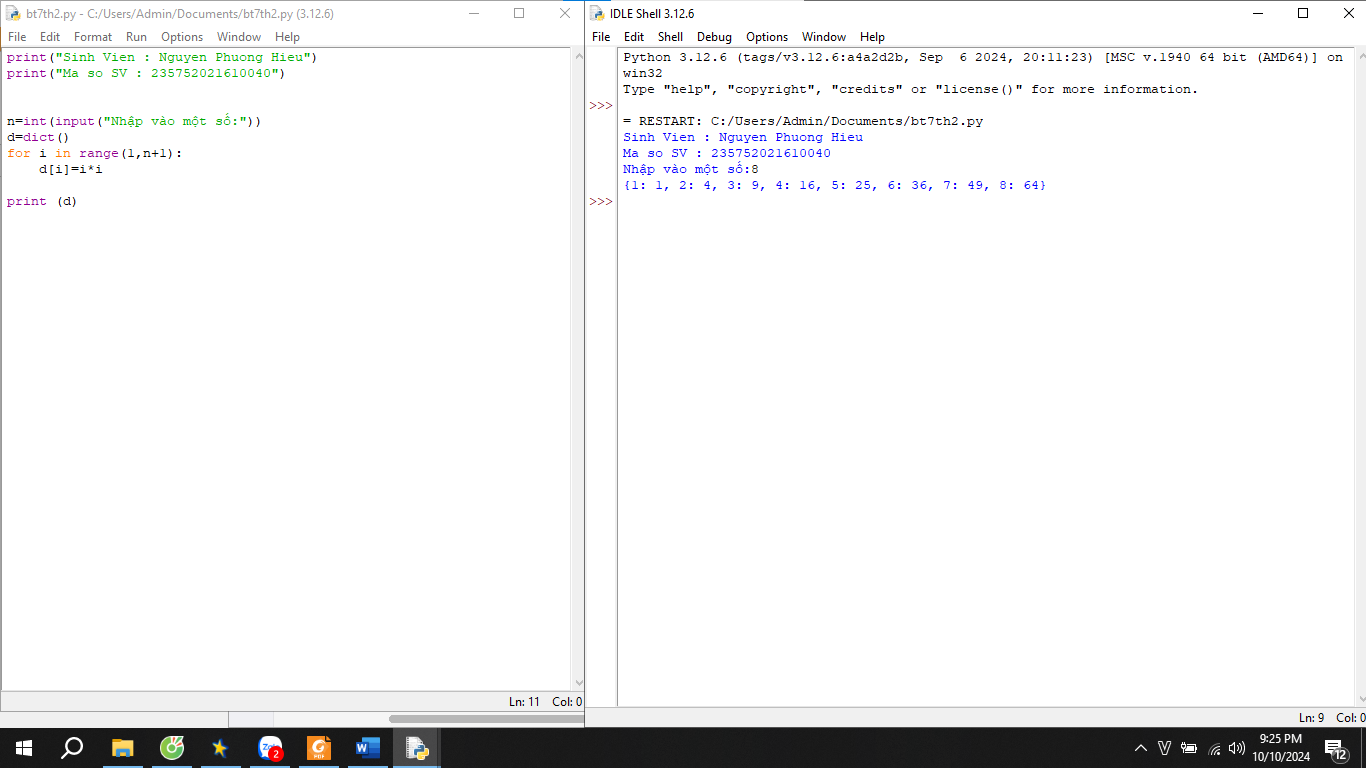 bt7th2.py - C:/Users/Admin/Documents/bt7th2.py (3.12.6)
File Edit Format Run Options Window Help
print("Sinh Vien : Nguyen Phuong Hieu")
print("Ma so SV : 235752021610040")
n=int(input("Nhập vào một số:"))
d=dict()
for i in range(1,n+1):
    d[i]=i*i
print (d)
Ln: 11 Col: 0
IDLE Shell 3.12.6
File Edit Shell Debug Options Window Help
Python 3.12.6 (tags/v3.12.6:a4a2d2b, Sep  6 2024, 20:11:23) [MSC v.1940 64 bit (AMD64)] on
win32
Type "help", "copyright", "credits" or "license()" for more information.
>>>
= RESTART: C:/Users/Admin/Documents/bt7th2.py
Sinh Vien : Nguyen Phuong Hieu
Ma so SV : 235752021610040
Nhập vào một số:8
{1: 1, 2: 4, 3: 9, 4: 16, 5: 25, 6: 36, 7: 49, 8: 64}
>>>
Ln: 9 Col: 0
2
PDF
9:25 PM
10/10/2024
12